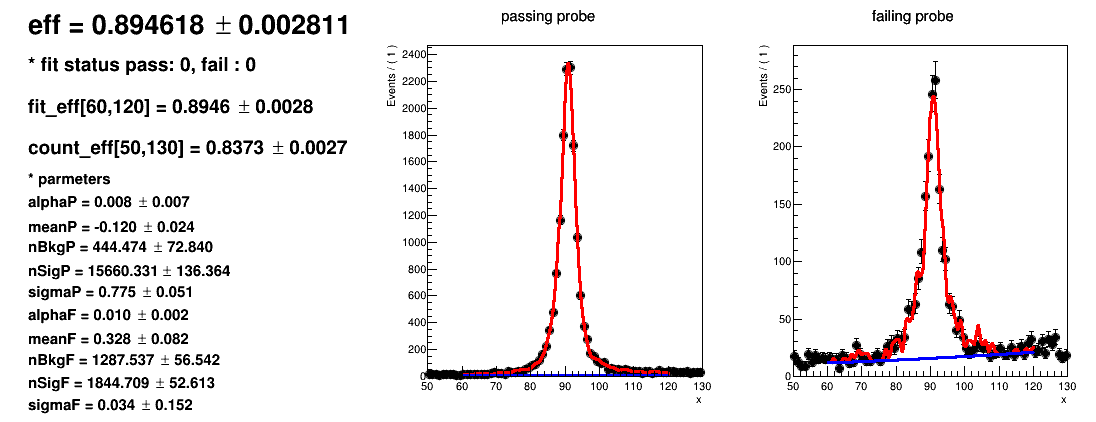 eff = 0.894618 ± 0.002811
* fit status pass: 0, fail : 0
fit_eff[60,120] = 0.8946 ± 0.0028
count_eff[50,130] = 0.8373 ± 0.0027
* parmeters
alphaP = 0.008 ± 0.007
meanP = -0.120 ± 0.024
nBkgP = 444.474 ± 72.840
nSigP = 15660.331 ± 136.364
sigmaP = 0.775 ± 0.051
alphaF = 0.010 ± 0.002
meanF = 0.328 ± 0.082
nBkgF = 1287.537 ± 56.542
nSigF = 1844.709 ± 52.613
sigmaF = 0.034 ± 0.152
passing probe
Events / ( 1 )
2400
2200
2000
1800
1600
1400
1200
1000
800
600
400
200
0
50 60 70 80 90 100 110 120 130
x
failing probe
Events / ( 1 )
250
200
150
100
50
0
50 60 70 80 90 100 110 120 130
x